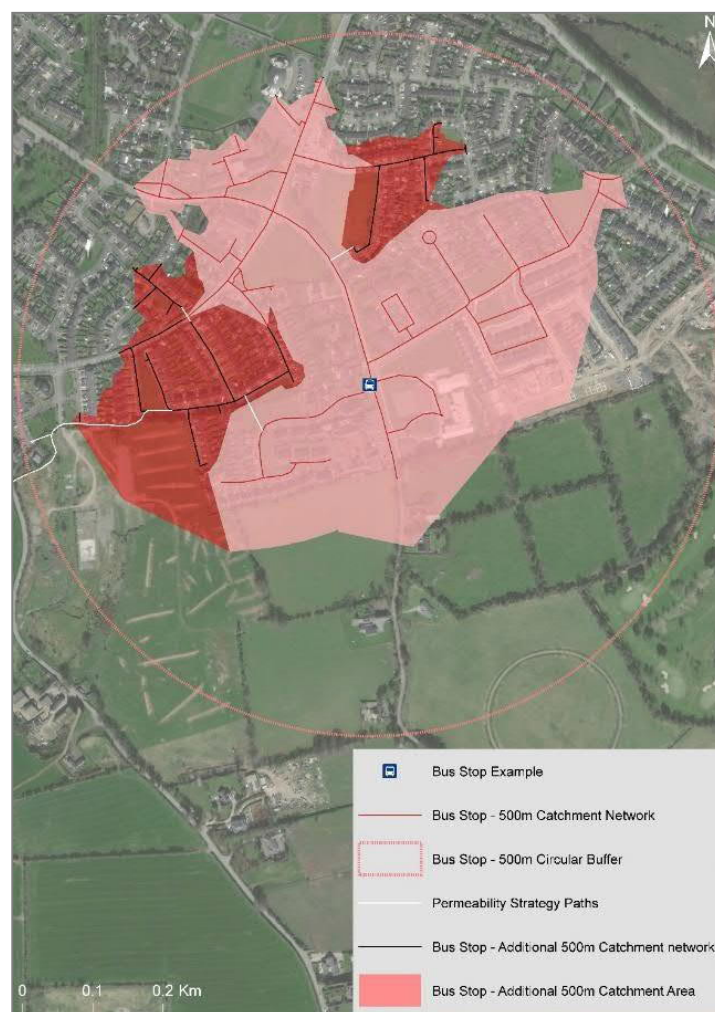 N
Bus Stop Example
Bus Stop - 500m Catchment Network
Bus Stop - 500m Circular Buffer
Permeability Strategy Paths
Bus Stop - Additional 500m Catchment network
Bus Stop - Additional 500m Catchment Area
0 0.1 0.2 Km